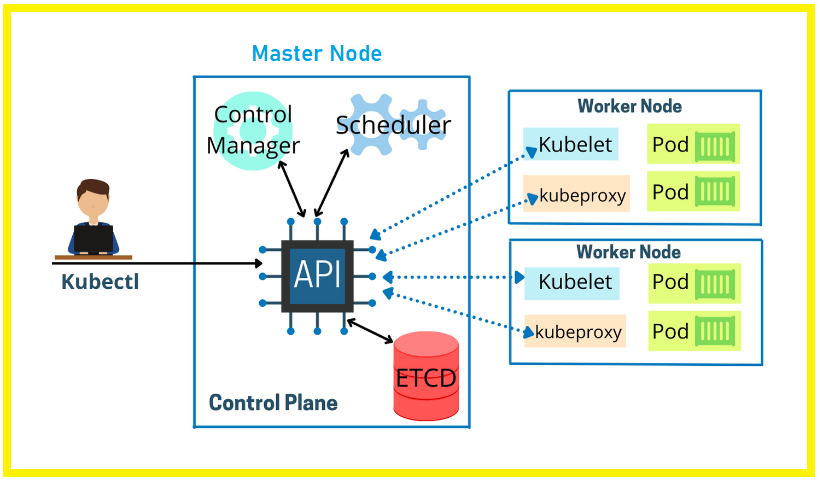 Master Node
Control
Manager
Scheduler
API
ETCD
Control Plane
Kubectl
Worker Node
Kubelet
Pod
kubeproxy
Pod
Worker Node
Kubelet
Pod
kubeproxy
Pod